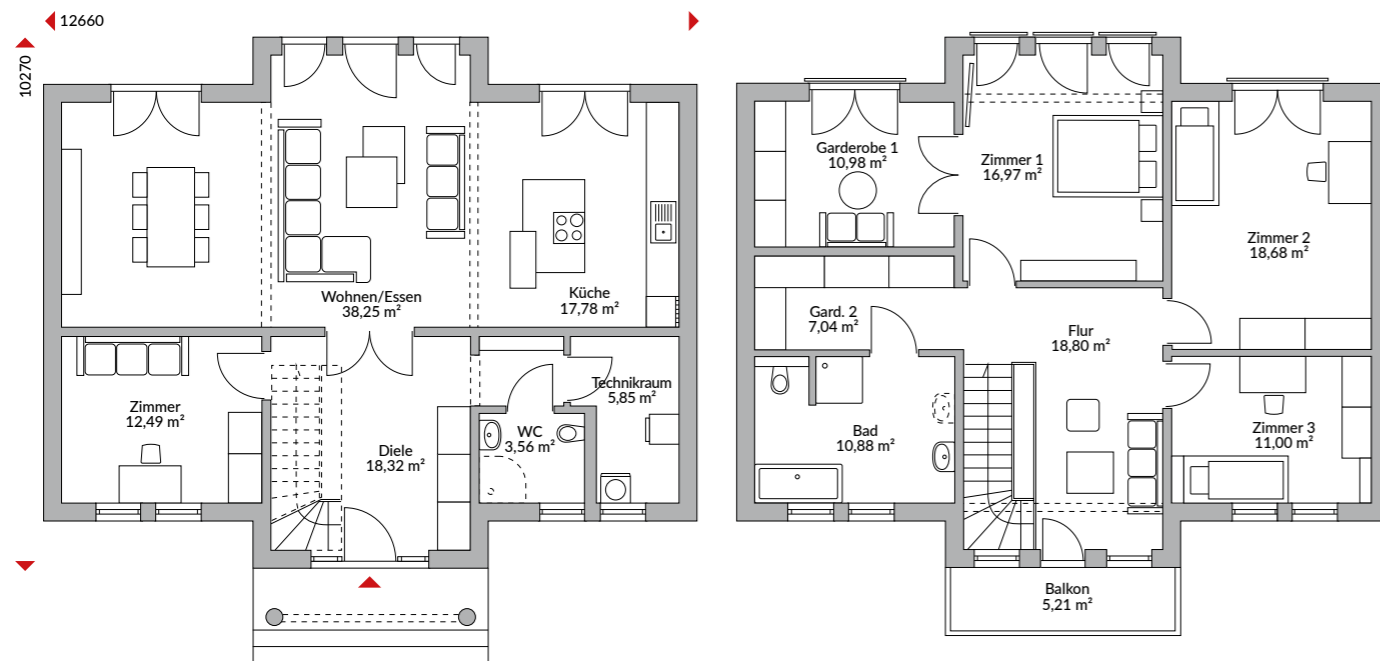 12660
10270
Wohnen/Essen
38,25 m²
Küche
17,78 m²
Zimmer
12,49 m²
Diele
18,32 m²
WC
3,56 m²
Technikraum
5,85 m²
Garderobe 1
10,98 m²
Zimmer 1
16,97 m²
Zimmer 2
18,68 m²
Gard. 2
7,04 m²
Flur
18,80 m²
Bad
10,88 m²
Zimmer 3
11,00 m²
Balkon
5,21 m²